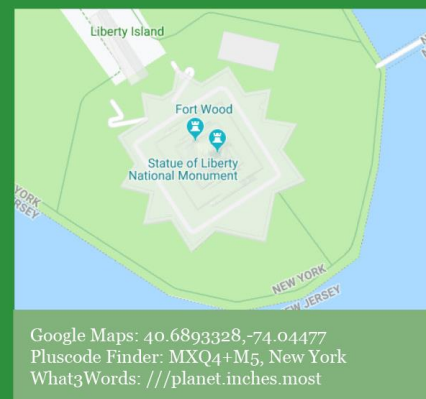 Liberty Island
Fort Wood
Statue of Liberty
National Monument
YORK
JERSEY
NEW YORK
NEW JERSEY
Google Maps: 40.6893328,-74.04477
Pluscode Finder: MXQ4+M5, New York
What3Words: ///planet.inches.most